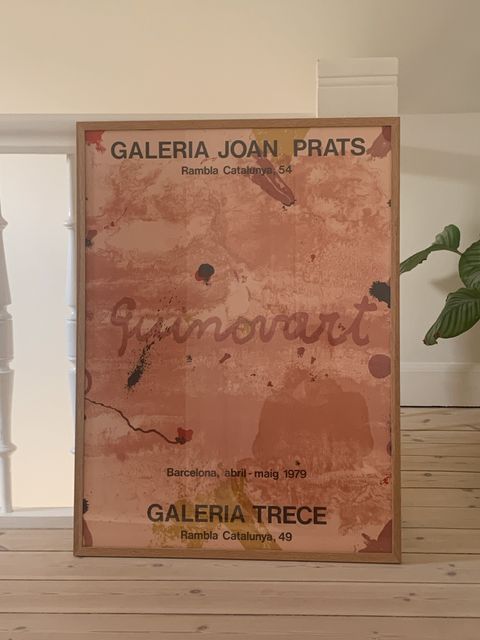 GALERIA JOAN PRATS
Rambla Catalunya, 54
Guinovart
Barcelona, abril - maig 1979
GALERIA TRECE
Rambla Catalunya, 49